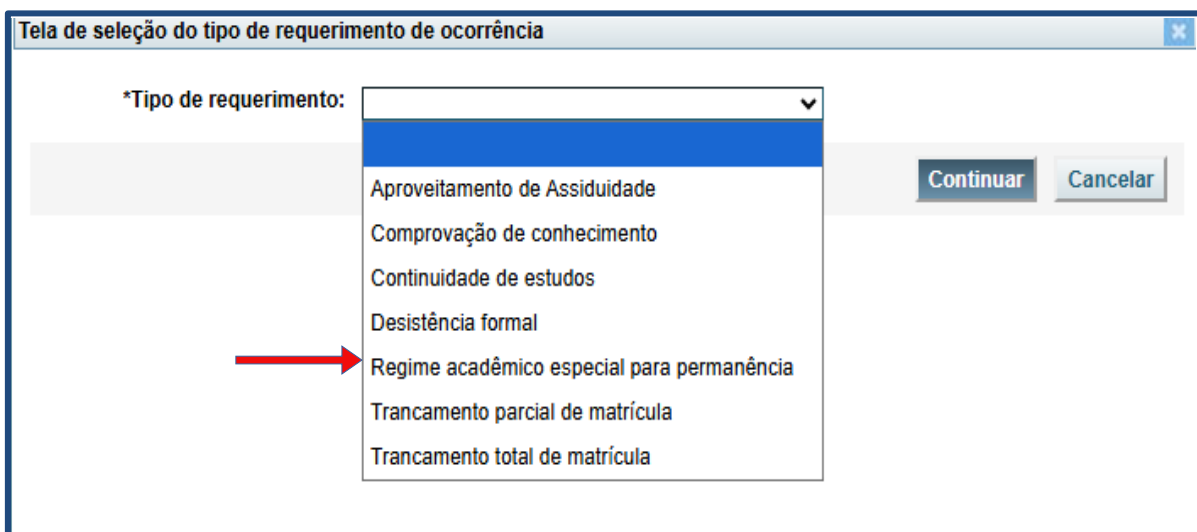 Tela de seleção do tipo de requerimento de ocorrência
*Tipo de requerimento:
Continuar Cancelar
Aproveitamento de Assiduidade
Comprovação de conhecimento
Continuidade de estudos
Desistência formal
Regime acadêmico especial para permanência
Trancamento parcial de matrícula
Trancamento total de matrícula